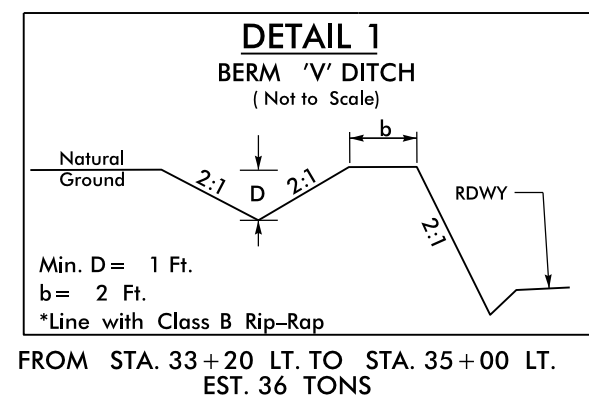 DETAIL 1
BERM 'V' DITCH
( Not to Scale)
b
Natural
Ground
2:1
D
2:1
2:1
RDWY
Min. D= 1 Ft.
b= 2 Ft.
*Line with Class B Rip-Rap
FROM STA. 33+20 LT. TO STA. 35+00 LT.
EST. 36 TONS